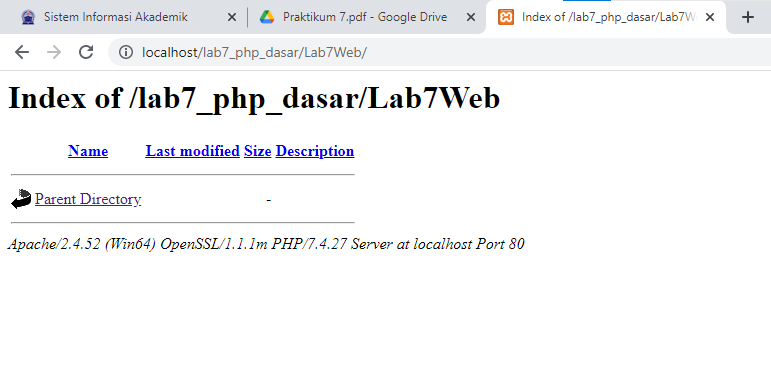 Sistem Informasi Akademik
Praktikum 7.pdf - Google Drive
Index of /lab7_php_dasar/Lab7W
localhost/lab7_php_dasar/Lab7Web/
Index of /lab7_php_dasar/Lab7Web
Name Last modified Size Description
Parent Directory -
Apache/2.4.52 (Win64) OpenSSL/1.1.1m PHP/7.4.27 Server at localhost Port 80